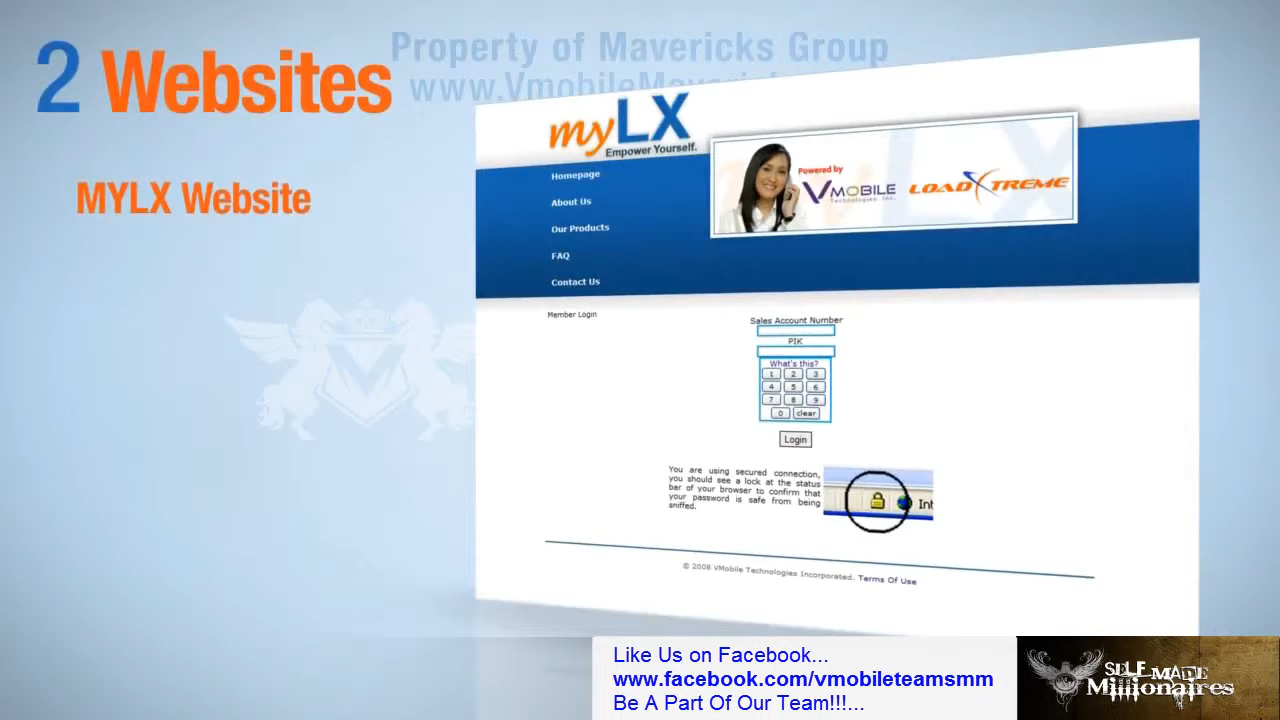 2 Websites
Property of Mavericks Group
MYLX Website
myLX
Empower Yourself.
Powered by
VMOBILE
Technologies Inc.
LOADXTREME
Homepage
About Us
Our Products
FAQ
Contact Us
Member Login
Sales Account Number
PIK
What's this?
1 2 3
4 5 6
7 8 9
0 clear
Login
You are using secured connection,
you should see a lock at the status
bar of your browser to confirm that
your password is safe from being
sniffed.
© 2008 VMobile Technologies Incorporated. Terms Of Use
Like Us on Facebook...
www.facebook.com/vmobileteamsmm
Be A Part Of Our Team!!!...
SELF MADE
Millionaires